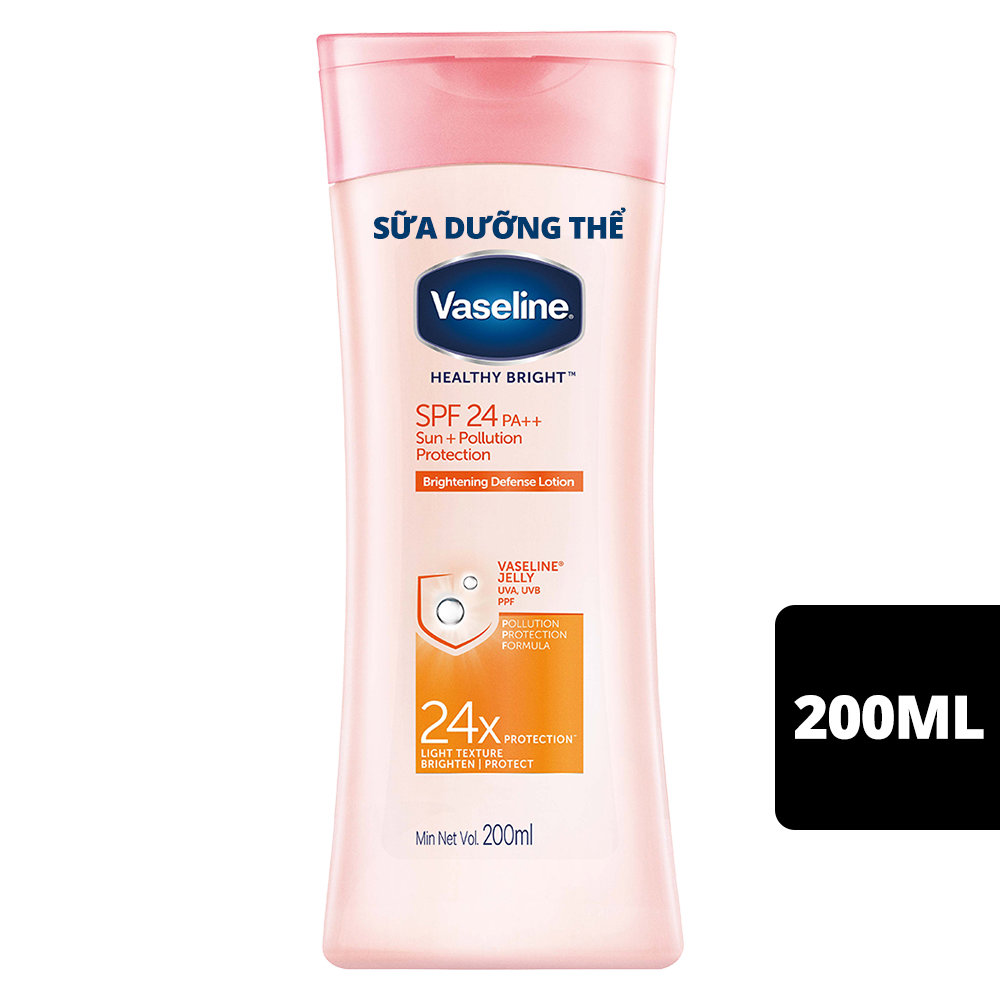 SỮA DƯỠNG THỂ
Vaseline®
HEALTHY BRIGHT™
SPF 24 PA++
Sun + Pollution
Protection
Brightening Defense Lotion
VASELINE®
JELLY
UVA, UVB
PPF
POLLUTION
PROTECTION
FORMULA
24x PROTECTION™
LIGHT TEXTURE
BRIGHTEN | PROTECT
Min Net Vol. 200ml
200ML